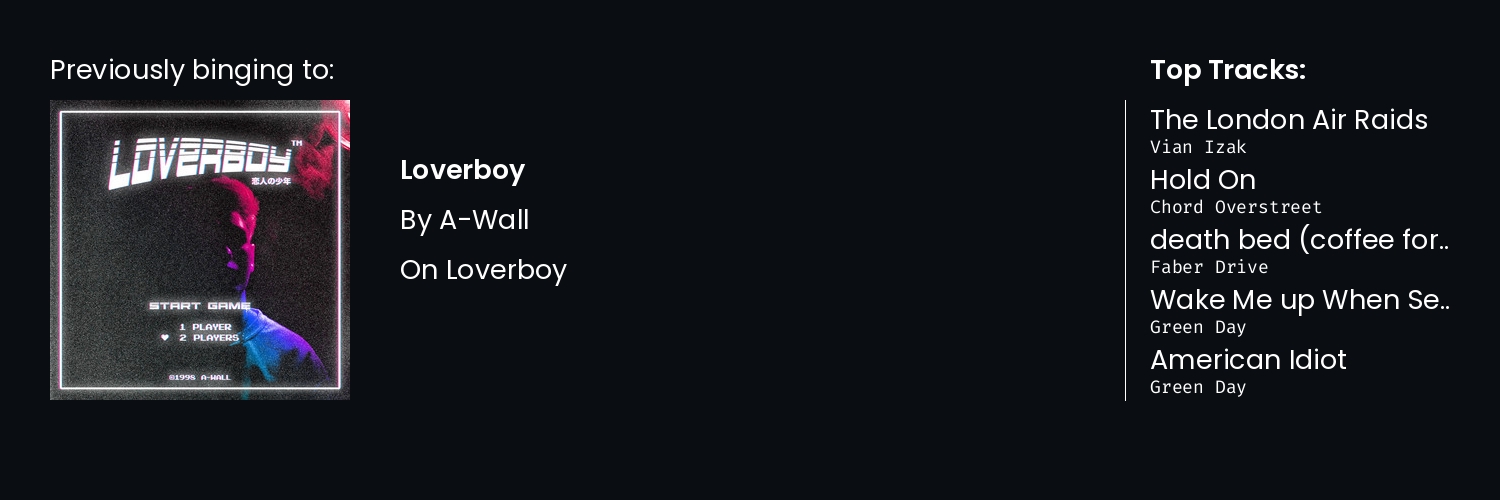 Previously binging to:
LOVERBOY™
恋人の少年
START GAME
1 PLAYER
♥ 2 PLAYERS
©1998 A-WALL
Loverboy
By A-Wall
On Loverboy
Top Tracks:
The London Air Raids
Vian Izak
Hold On
Chord Overstreet
death bed (coffee for..
Faber Drive
Wake Me up When Se..
Green Day
American Idiot
Green Day